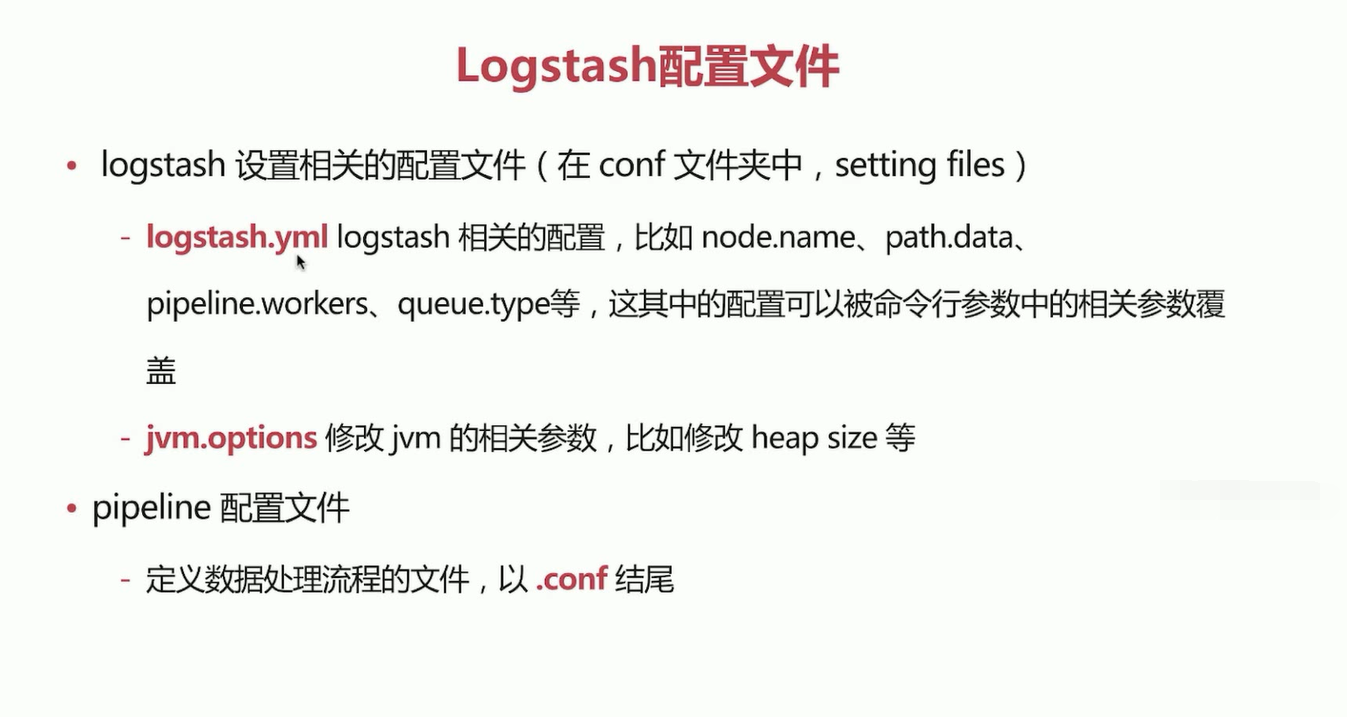 Logstash配置文件
• logstash 设置相关的配置文件（在 conf 文件夹中，setting files）
- logstash.yml logstash 相关的配置，比如 node.name、path.data、
pipeline.workers、queue.type等，这其中的配置可以被命令行参数中的相关参数覆
盖
- jvm.options 修改 jvm 的相关参数，比如修改 heap size 等
• pipeline 配置文件
- 定义数据处理流程的文件，以 .conf 结尾